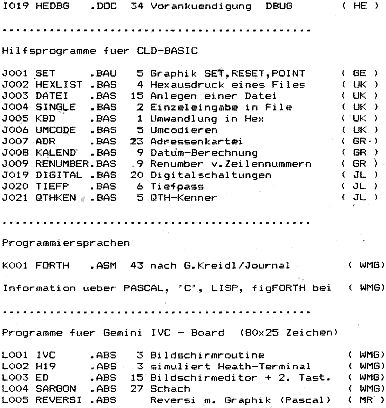 I019 HEDBG .DOC 34 Vorankuendigung DBUG ( HE )
..............................................
Hilfsprogramme fuer CLD-BASIC
J001 SET .BAU 5 Graphik SET,RESET,POINT ( GE )
J002 HEXLIST .BAS 4 Hexausdruck eines Files ( UK )
J003 DATEI .BAS 15 Anlegen einer Datei ( UK )
J004 SINGLE .BAS 2 Einzeleingabe in File ( UK )
J005 KBD .BAS 1 Umwandlung in Hex ( UK )
J006 UMCODE .BAS 5 Umcodieren ( UK )
J007 ADR .BAS 23 Adressenkartei ( GR )
J008 KALEND .BAS 9 Datum-Berechnung ( GR )
J009 RENUMBER.BAS 9 Renumber v.Zeilennummern ( GR )
J019 DIGITAL .BAS 20 Digitalschaltungen ( JL )
J020 TIEFP .BAS 6 Tiefpass ( JL )
J021 QTHKEN .BAS 5 QTH-Kenner ( JL )
..............................................
Programmiersprachen
K001 FORTH .ASM 43 nach G.Kreidl/Journal ( WMG)
Information ueber PASCAL, 'C', LISP, figFORTH bei ( WMG)
..............................................
Programme fuer Gemini IVC - Board (80x25 Zeichen)
L001 IVC .ABS 3 Bildschirmroutine ( WMG)
L002 H19 .ABS 3 simuliert Heath-Terminal ( WMG)
L003 ED .ABS 15 Bildschirmeditor + 2. Tast. ( WMG)
L004 SARGON .ABS 27 Schach ( WMG)
L005 REVERSI .ABS Reversi m. Graphik (Pascal) ( MR )